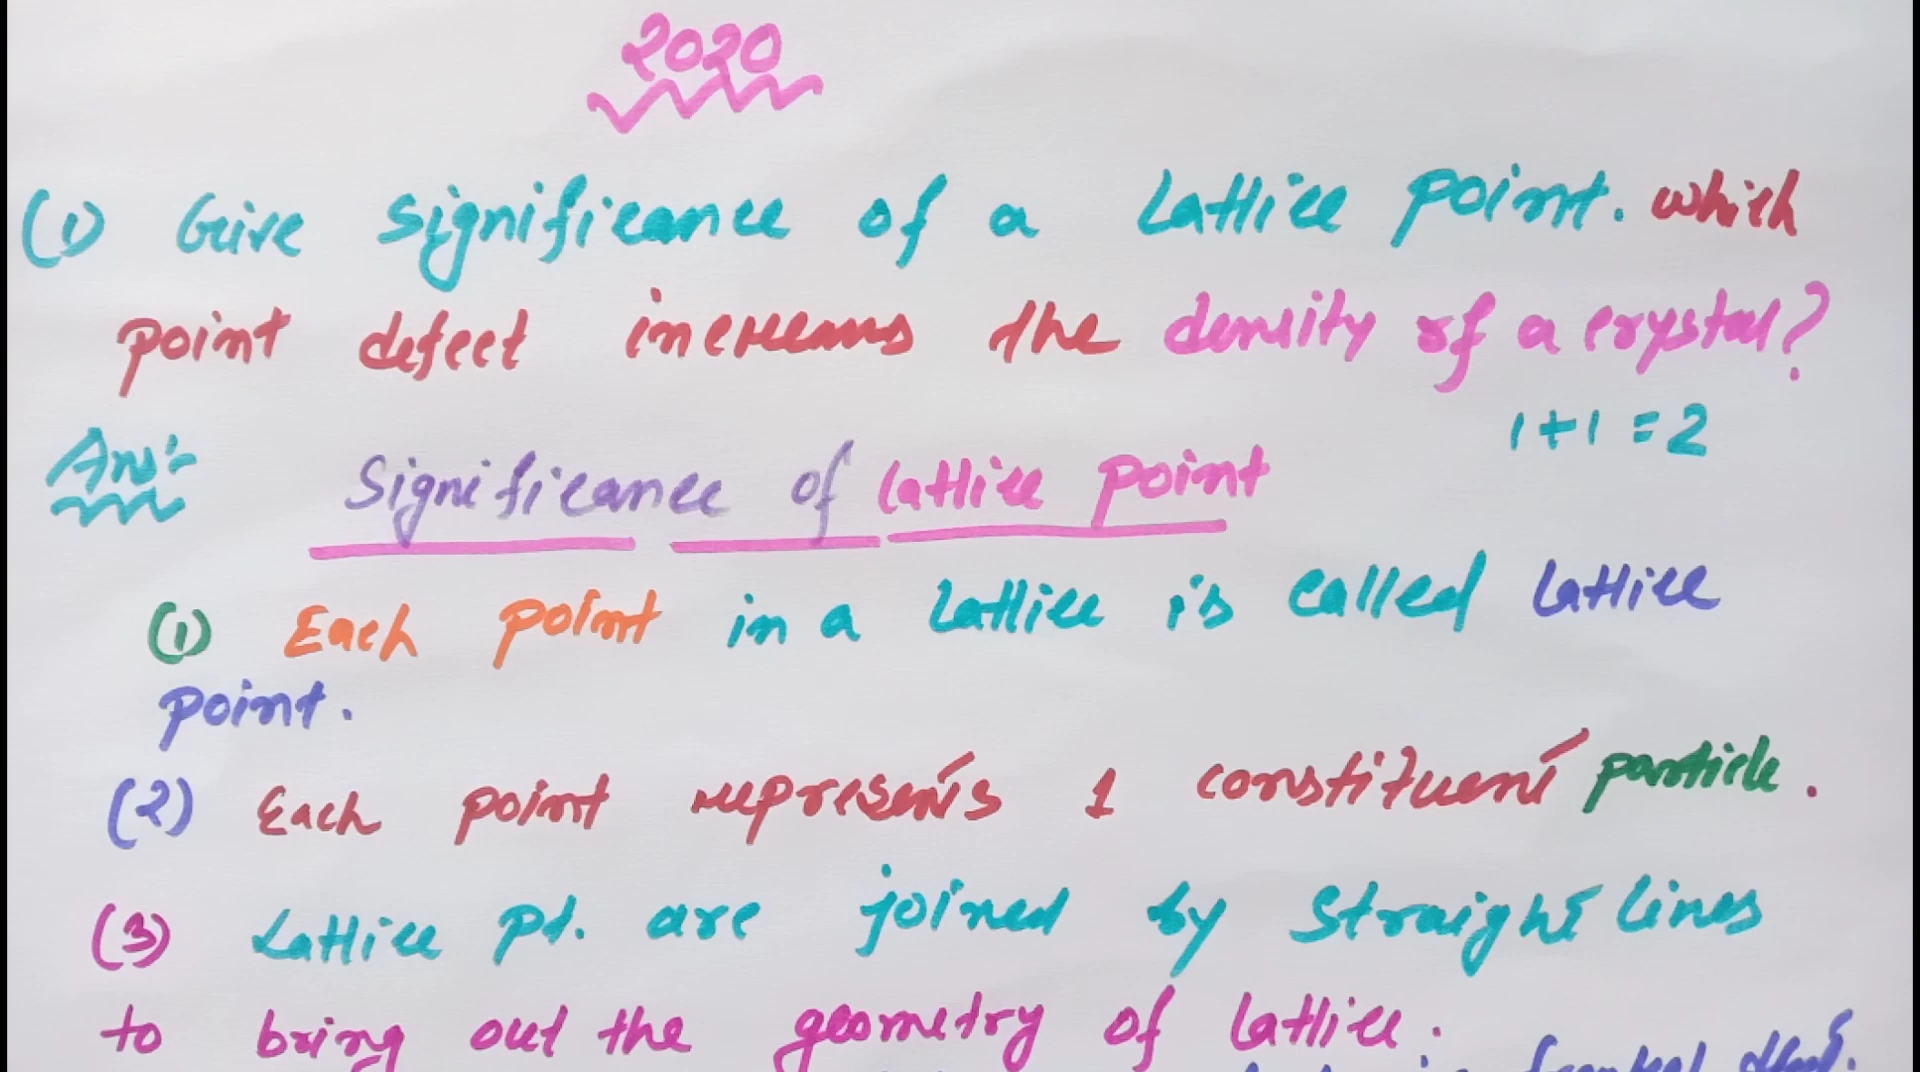 2020
(1) Give significance of a Lattice point. which
point defect increases the density of a crystal?
1+1=2
Ans:-
Significance of lattice point
(1) Each point in a Lattice is called Lattice
point.
(2) Each point represents 1 constituent particle.
(3) Lattice pt. are joined by straight lines
to bring out the geometry of lattice.